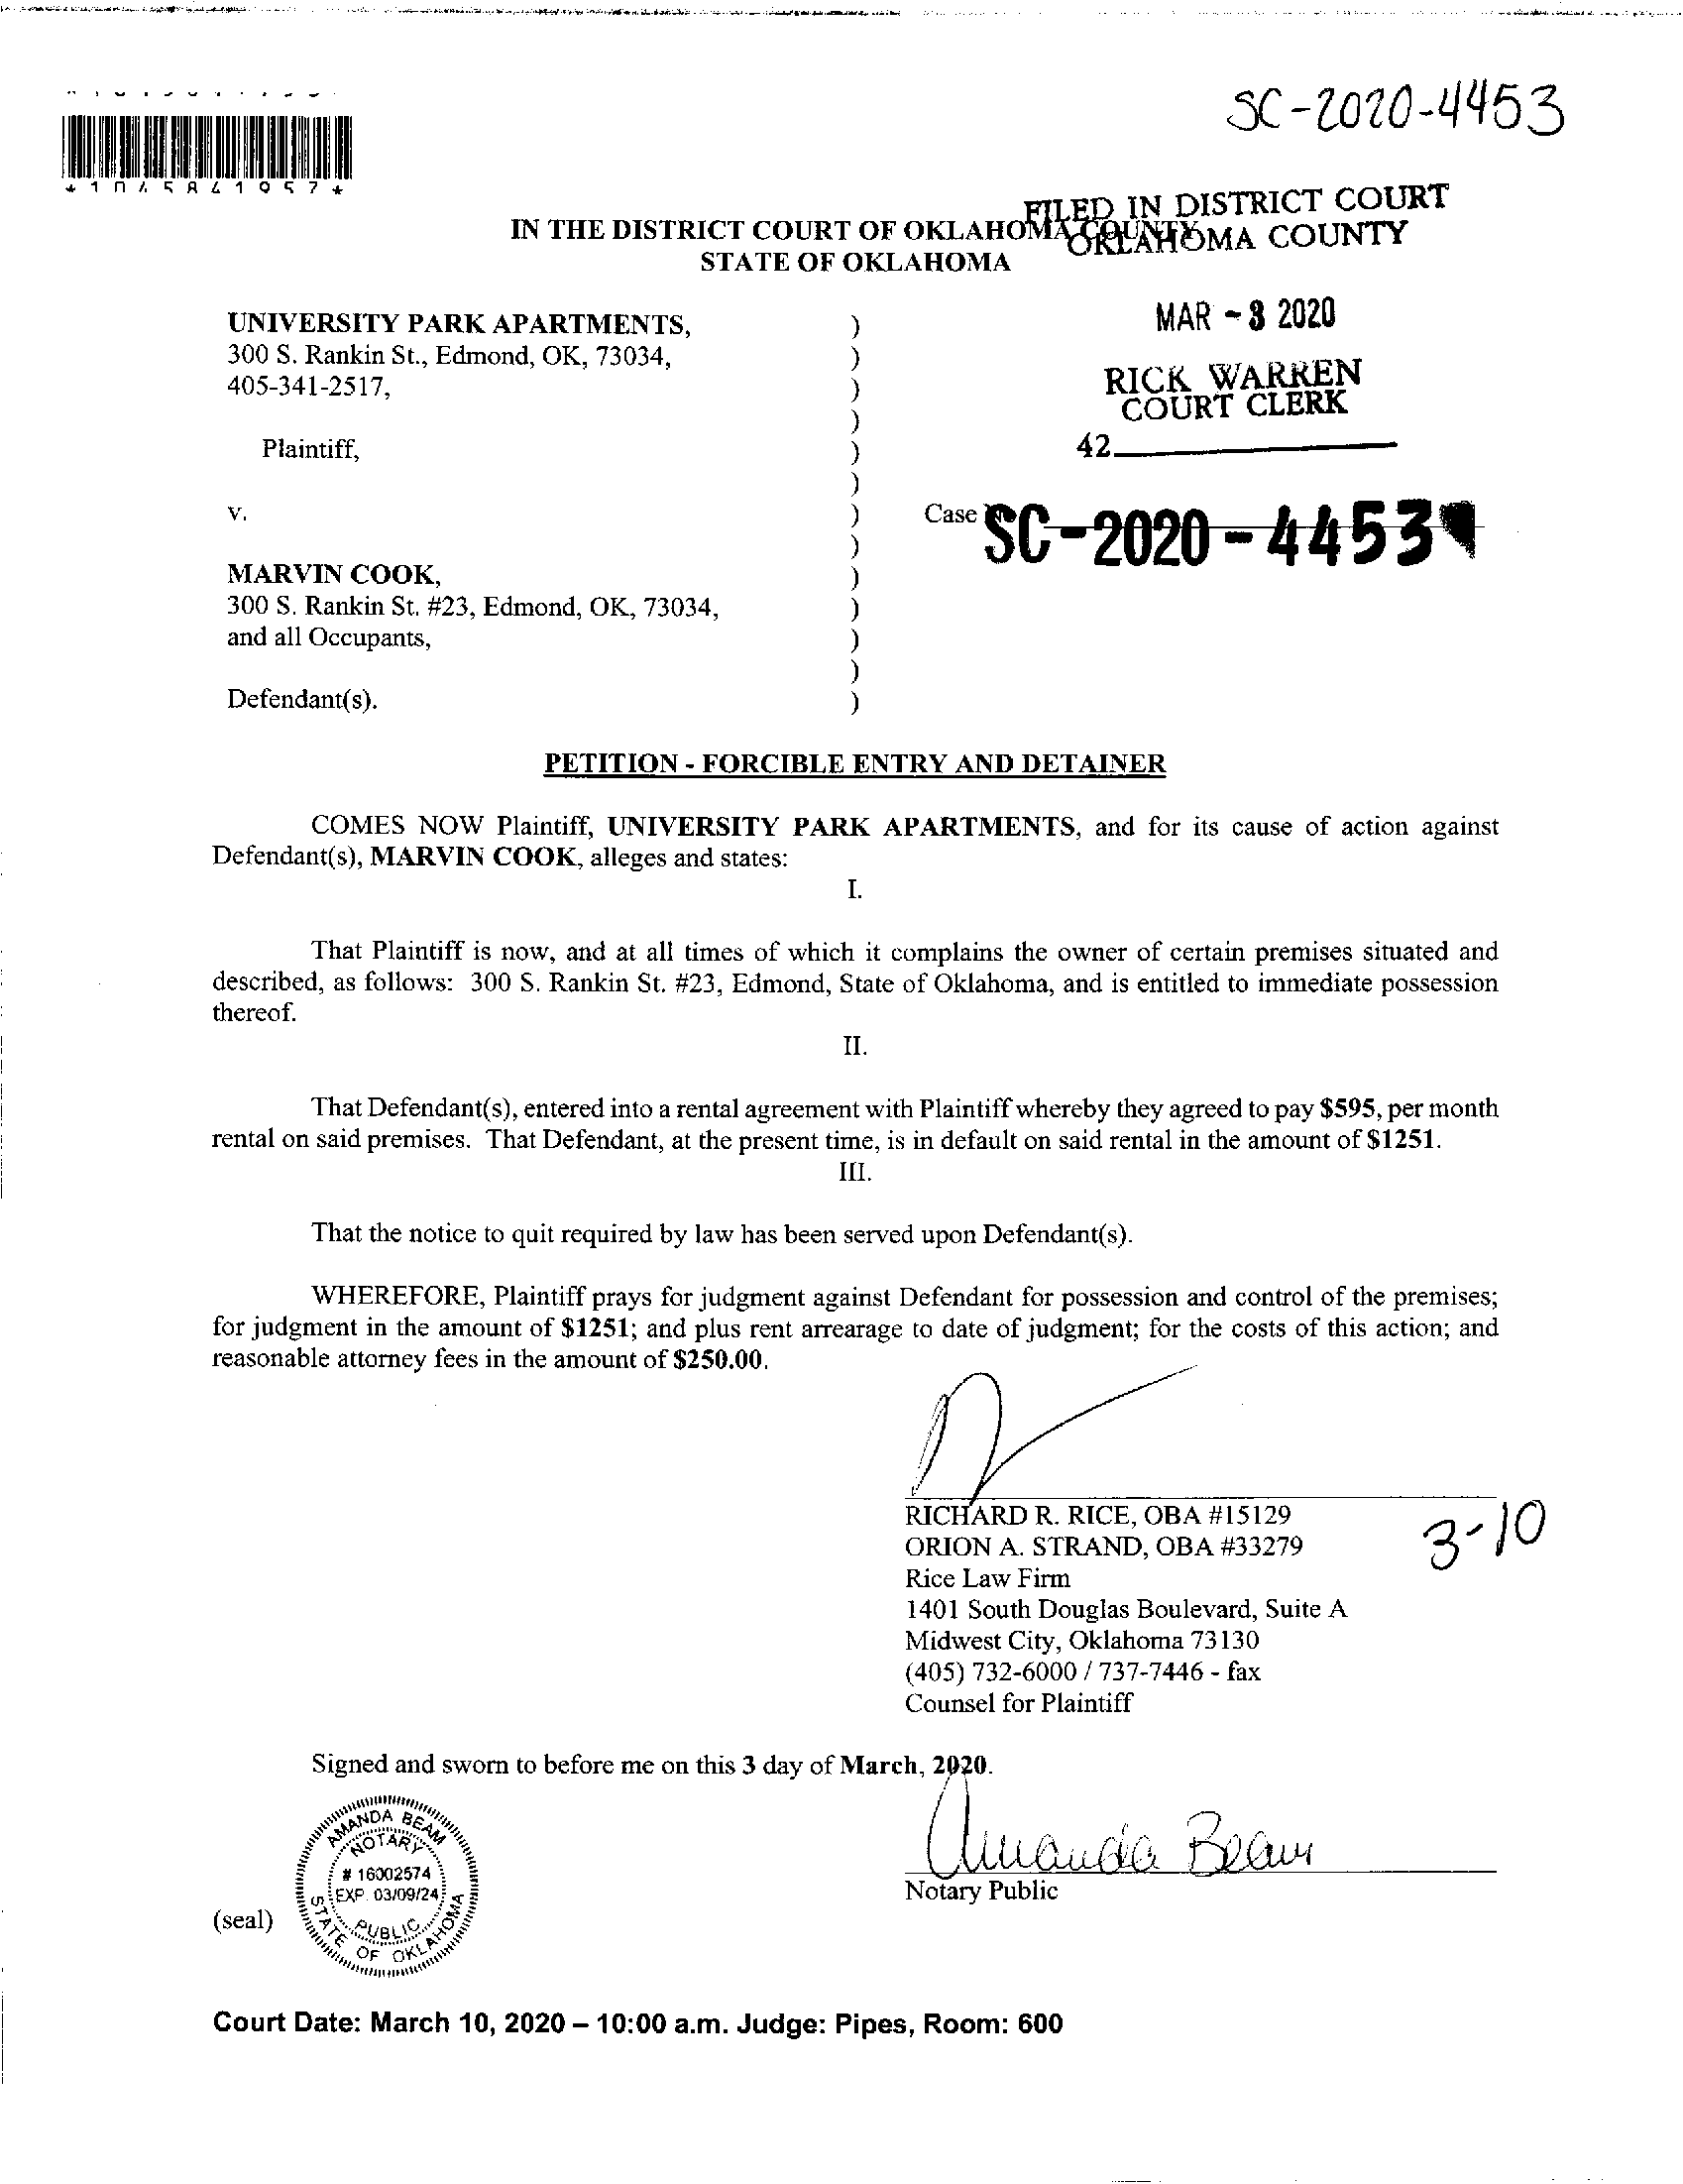 SC-2020-4453
IN THE DISTRICT COURT OF OKLAHOMA COUNTY
STATE OF OKLAHOMA
FILED IN DISTRICT COURT
OKLAHOMA COUNTY
MAR - 3 2020
RICK WARREN
COURT CLERK
42
UNIVERSITY PARK APARTMENTS,
300 S. Rankin St., Edmond, OK, 73034,
405-341-2517,
Plaintiff,
v.
Case SC-2020-4453
MARVIN COOK,
300 S. Rankin St. #23, Edmond, OK, 73034,
and all Occupants,
Defendant(s).
PETITION - FORCIBLE ENTRY AND DETAINER
COMES NOW Plaintiff, UNIVERSITY PARK APARTMENTS, and for its cause of action against
Defendant(s), MARVIN COOK, alleges and states:
I.
That Plaintiff is now, and at all times of which it complains the owner of certain premises situated and
described, as follows: 300 S. Rankin St. #23, Edmond, State of Oklahoma, and is entitled to immediate possession
thereof.
II.
That Defendant(s), entered into a rental agreement with Plaintiff whereby they agreed to pay $595, per month
rental on said premises. That Defendant, at the present time, is in default on said rental in the amount of $1251.
III.
That the notice to quit required by law has been served upon Defendant(s).
WHEREFORE, Plaintiff prays for judgment against Defendant for possession and control of the premises;
for judgment in the amount of $1251; and plus rent arrearage to date of judgment; for the costs of this action; and
reasonable attorney fees in the amount of $250.00.
RICHARD R. RICE, OBA #15129
ORION A. STRAND, OBA #33279
3-10
Rice Law Firm
1401 South Douglas Boulevard, Suite A
Midwest City, Oklahoma 73130
(405) 732-6000 / 737-7446 - fax
Counsel for Plaintiff
Signed and sworn to before me on this 3 day of March, 2020.
Amanda Beam
Notary Public
(seal)
AMANDA BEAM
NOTARY
# 16002574
EXP. 03/09/24
PUBLIC
STATE OF OKLAHOMA
Court Date: March 10, 2020 – 10:00 a.m. Judge: Pipes, Room: 600